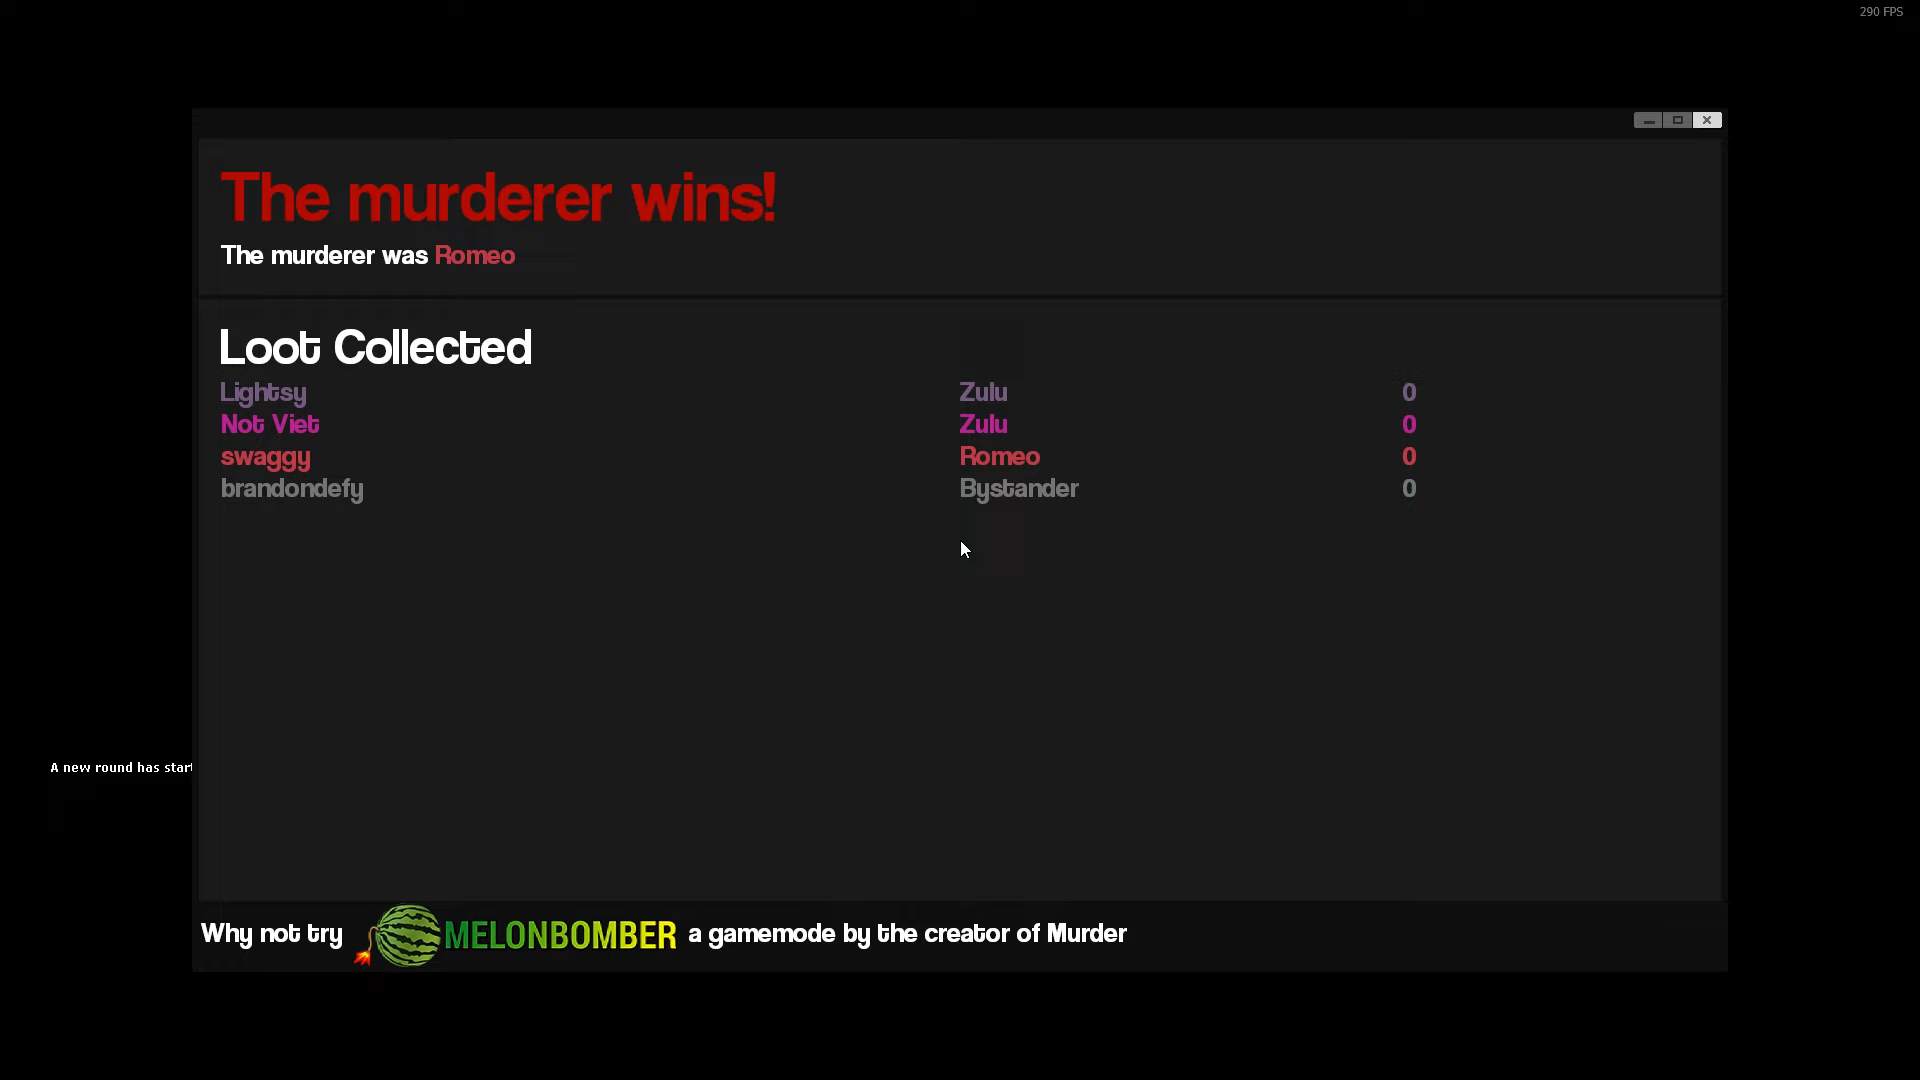 290 FPS
The murderer wins!
The murderer was Romeo
Loot Collected
Lightsy Zulu 0
Not Viet Zulu 0
swaggy Romeo 0
brandondefy Bystander 0
A new round has start
Why not try MELONBOMBER a gamemode by the creator of Murder